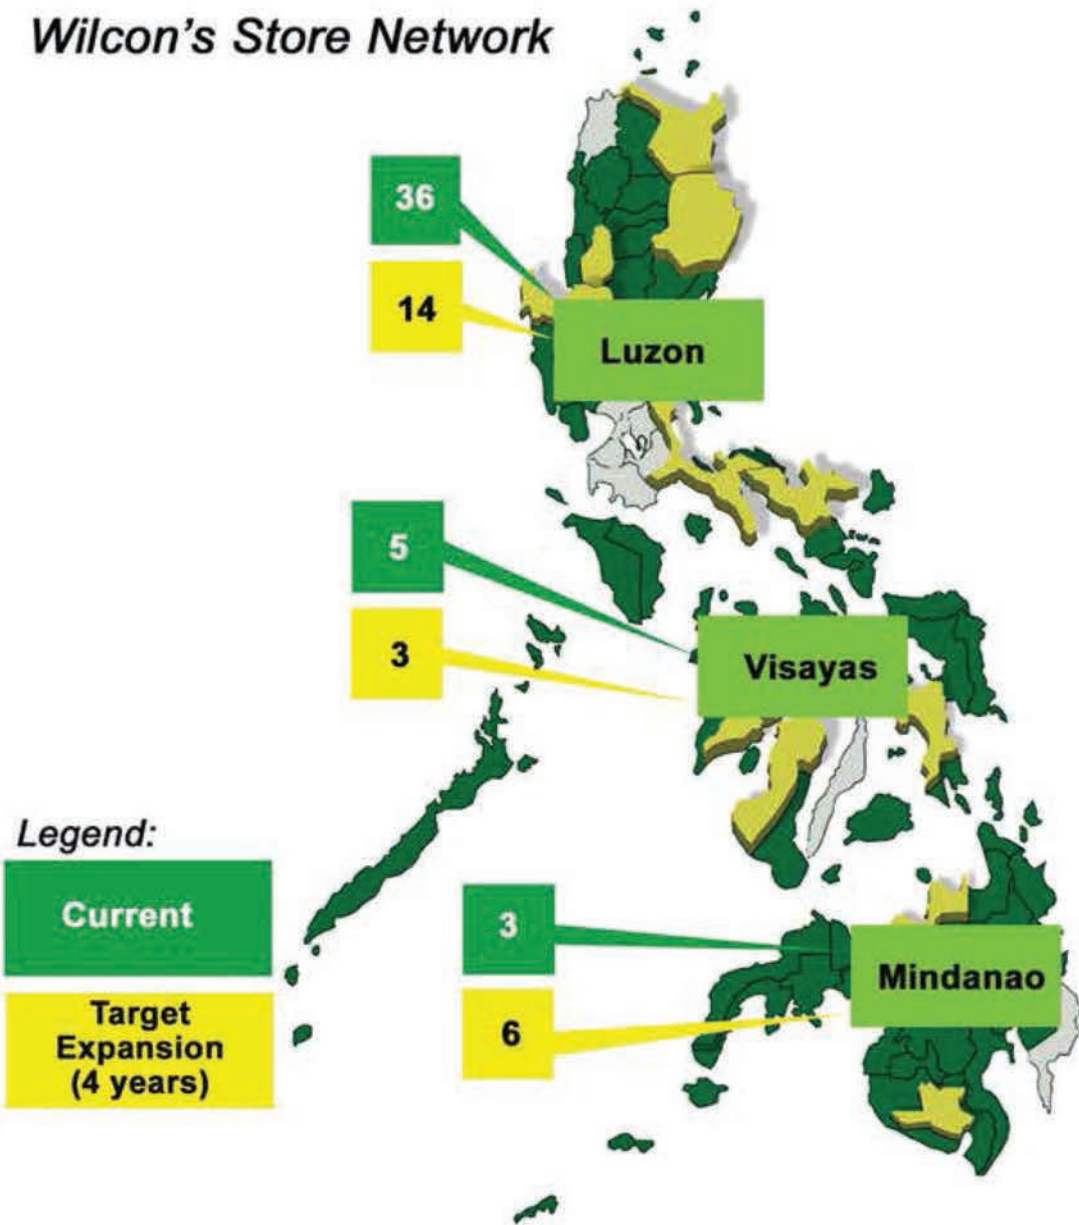 Wilcon's Store Network
36
14
Luzon
5
3
Visayas
Legend:
Current
Target
Expansion
(4 years)
3
6
Mindanao